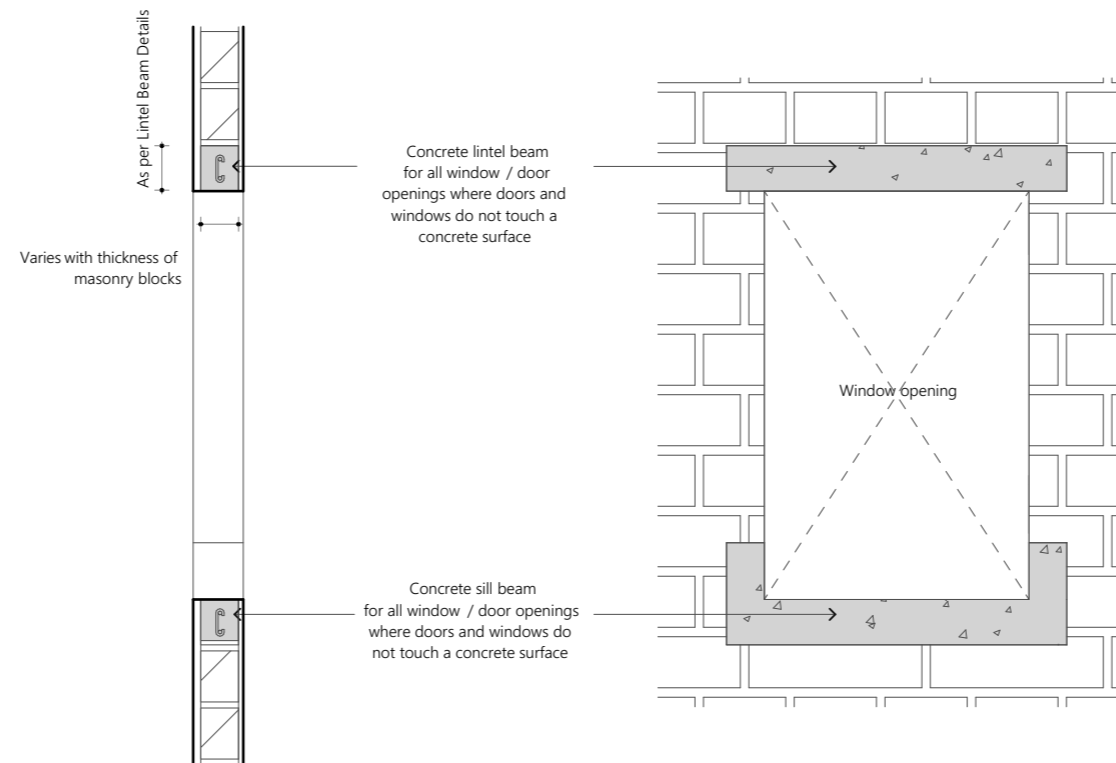 As per Lintel Beam Details
Concrete lintel beam
for all window / door
openings where doors and
windows do not touch a
concrete surface
Varies with thickness of
masonry blocks
Window opening
Concrete sill beam
for all window / door openings
where doors and windows do
not touch a concrete surface